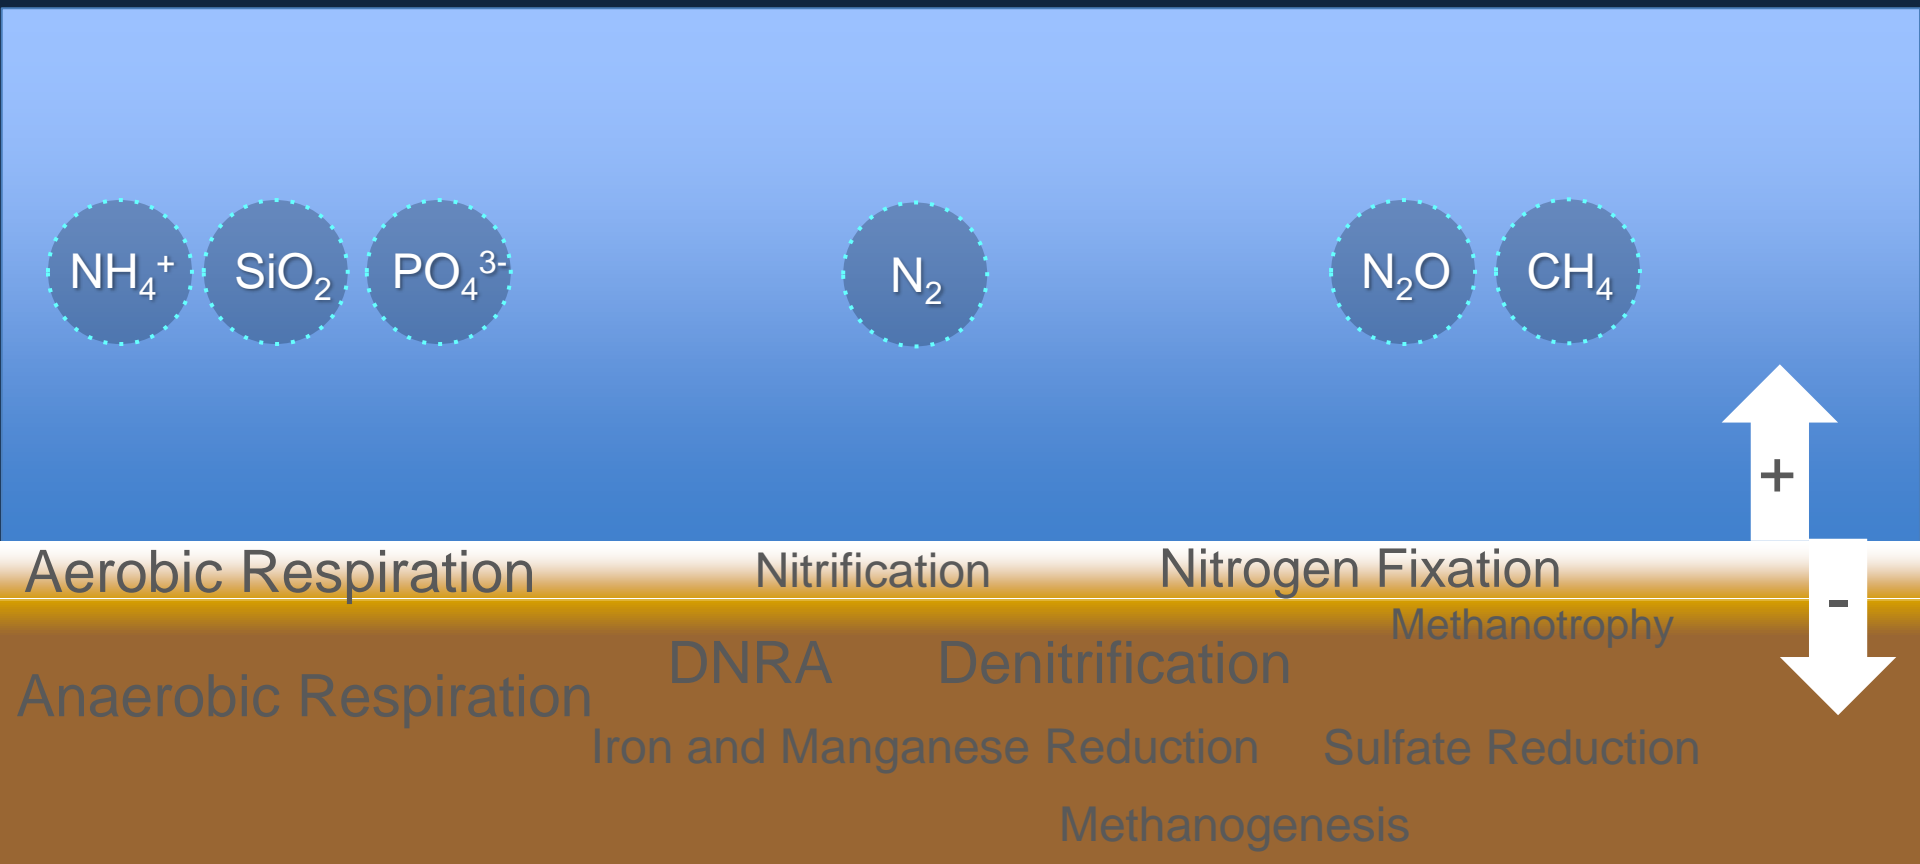 NH₄⁺ SiO₂ PO₄³⁻ N₂ N₂O CH₄
+
Aerobic Respiration Nitrification Nitrogen Fixation
-
Methanotrophy
DNRA Denitrification
Anaerobic Respiration
Iron and Manganese Reduction Sulfate Reduction
Methanogenesis